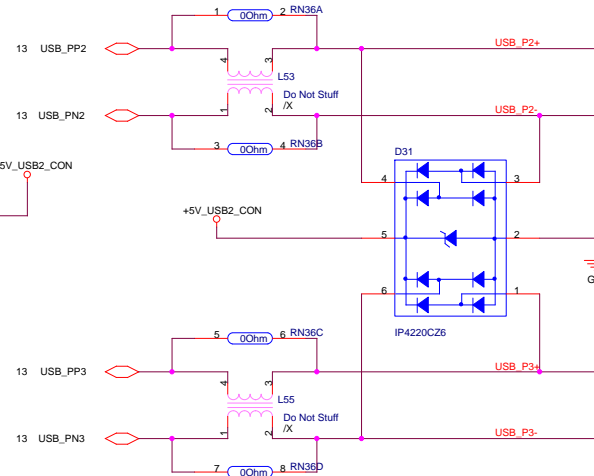 1 0Ohm 2 RN36A
13 USB_PP2
USB_P2+
4 3
L53
Do Not Stuff
/X
1 2
13 USB_PN2
USB_P2-
3 0Ohm 4 RN36B
5V_USB2_CON
D31
4 3
+5V_USB2_CON
5 2
6 1
IP4220CZ6
G
5 0Ohm 6 RN36C
13 USB_PP3
USB_P3+
4 3
L55
Do Not Stuff
/X
1 2
13 USB_PN3
USB_P3-
7 0Ohm 8 RN36D